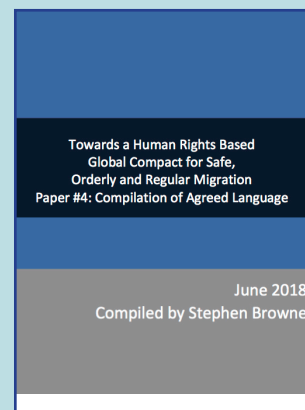 Towards a Human Rights Based
Global Compact for Safe,
Orderly and Regular Migration
Paper #4: Compilation of Agreed Language
June 2018
Compiled by Stephen Browne